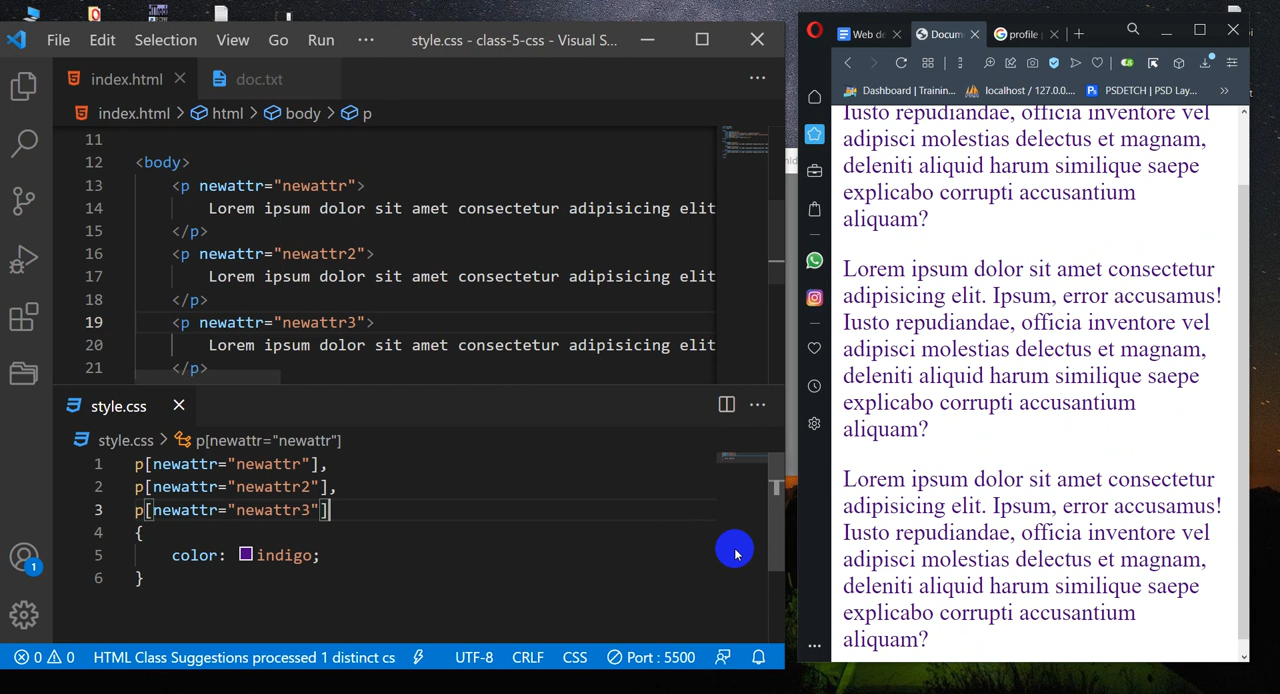 File Edit Selection View Go Run ··· style.css - class-5-css - Visual S...
index.html doc.txt
index.html > html > body > p
11
12 <body>
13 <p newattr="newattr">
14 Lorem ipsum dolor sit amet consectetur adipisicing elit
15 </p>
16 <p newattr="newattr2">
17 Lorem ipsum dolor sit amet consectetur adipisicing elit
18 </p>
19 <p newattr="newattr3">
20 Lorem ipsum dolor sit amet consectetur adipisicing elit
21 </p>
style.css
style.css > p[newattr="newattr"]
1 p[newattr="newattr"],
2 p[newattr="newattr2"],
3 p[newattr="newattr3"]
4 {
5 color: indigo;
6 }
1
0 0 HTML Class Suggestions processed 1 distinct cs UTF-8 CRLF CSS Port : 5500
Web de Docum profile
Dashboard | Trainin... localhost / 127.0.0.... PSDETCH | PSD Lay... »
Iusto repudiandae, officia inventore vel
adipisci molestias delectus et magnam,
deleniti aliquid harum similique saepe
explicabo corrupti accusantium
aliquam?
Lorem ipsum dolor sit amet consectetur
adipisicing elit. Ipsum, error accusamus!
Iusto repudiandae, officia inventore vel
adipisci molestias delectus et magnam,
deleniti aliquid harum similique saepe
explicabo corrupti accusantium
aliquam?
Lorem ipsum dolor sit amet consectetur
adipisicing elit. Ipsum, error accusamus!
Iusto repudiandae, officia inventore vel
adipisci molestias delectus et magnam,
deleniti aliquid harum similique saepe
explicabo corrupti accusantium
aliquam?